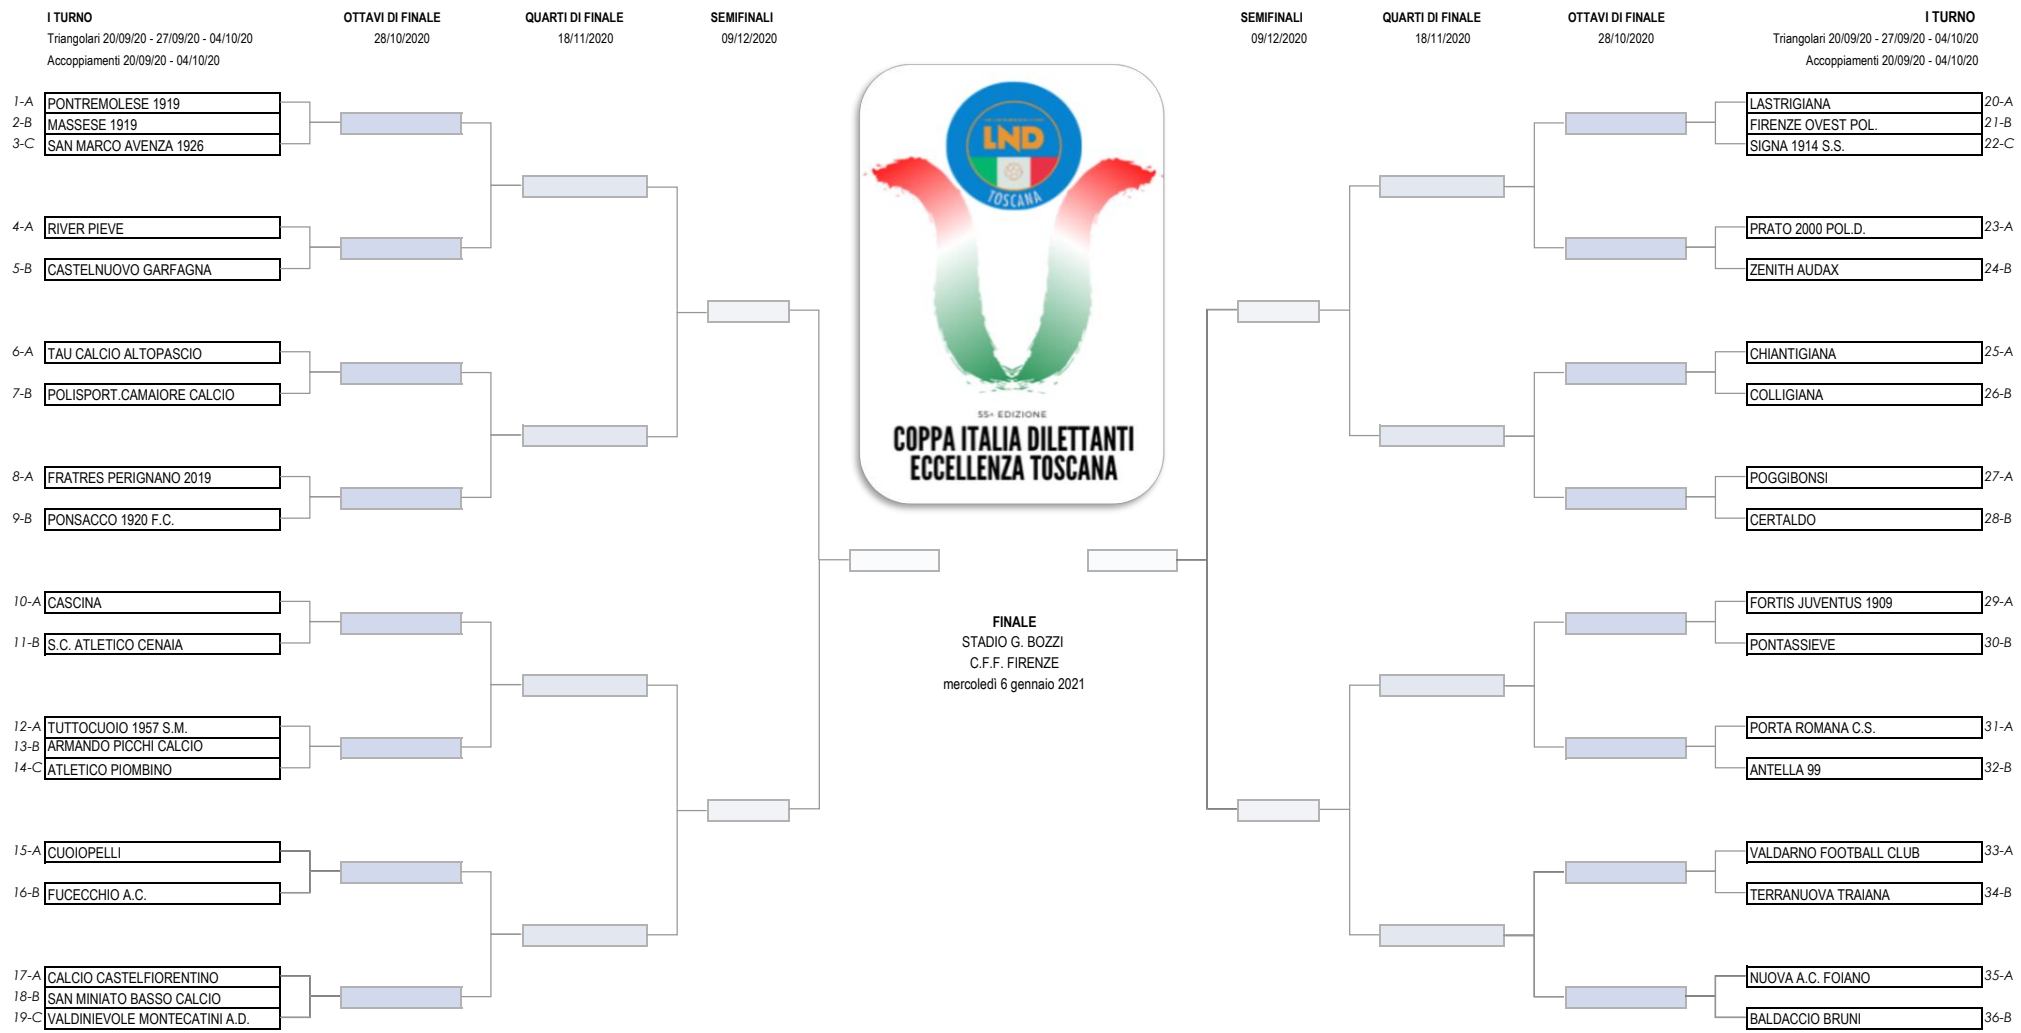 I TURNO
Triangolari 20/09/20 - 27/09/20 - 04/10/20
Accoppiamenti 20/09/20 - 04/10/20
OTTAVI DI FINALE
28/10/2020
QUARTI DI FINALE
18/11/2020
SEMIFINALI
09/12/2020
SEMIFINALI
09/12/2020
QUARTI DI FINALE
18/11/2020
OTTAVI DI FINALE
28/10/2020
I TURNO
Triangolari 20/09/20 - 27/09/20 - 04/10/20
Accoppiamenti 20/09/20 - 04/10/20
1-A PONTREMOLESE 1919
2-B MASSESE 1919
3-C SAN MARCO AVENZA 1926
4-A RIVER PIEVE
5-B CASTELNUOVO GARFAGNA
6-A TAU CALCIO ALTOPASCIO
7-B POLISPORT.CAMAIORE CALCIO
8-A FRATRES PERIGNANO 2019
9-B PONSACCO 1920 F.C.
10-A CASCINA
11-B S.C. ATLETICO CENAIA
12-A TUTTOCUOIO 1957 S.M.
13-B ARMANDO PICCHI CALCIO
14-C ATLETICO PIOMBINO
15-A CUOIOPELLI
16-B FUCECCHIO A.C.
17-A CALCIO CASTELFIORENTINO
18-B SAN MINIATO BASSO CALCIO
19-C VALDINIEVOLE MONTECATINI A.D.
LND
TOSCANA
55^ EDIZIONE
COPPA ITALIA DILETTANTI
ECCELLENZA TOSCANA
FINALE
STADIO G. BOZZI
C.F.F. FIRENZE
mercoledì 6 gennaio 2021
LASTRIGIANA 20-A
FIRENZE OVEST POL. 21-B
SIGNA 1914 S.S. 22-C
PRATO 2000 POL.D. 23-A
ZENITH AUDAX 24-B
CHIANTIGIANA 25-A
COLLIGIANA 26-B
POGGIBONSI 27-A
CERTALDO 28-B
FORTIS JUVENTUS 1909 29-A
PONTASSIEVE 30-B
PORTA ROMANA C.S. 31-A
ANTELLA 99 32-B
VALDARNO FOOTBALL CLUB 33-A
TERRANUOVA TRAIANA 34-B
NUOVA A.C. FOIANO 35-A
BALDACCIO BRUNI 36-B